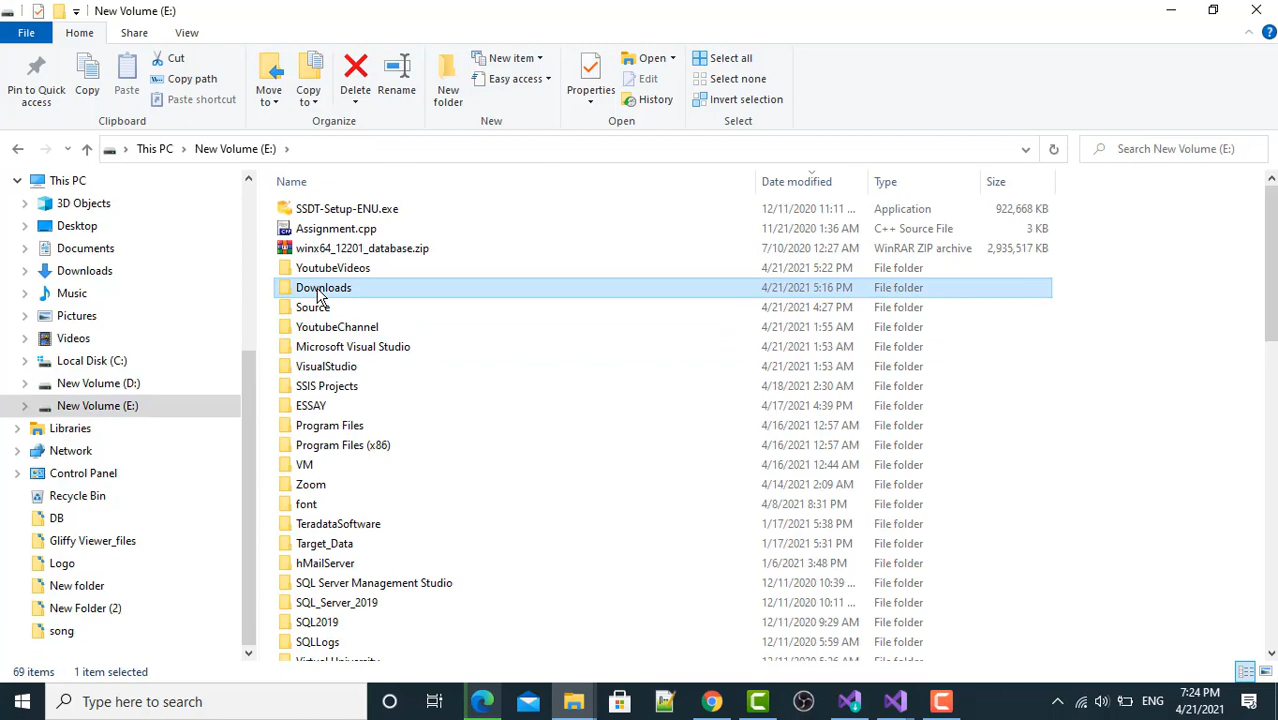 New Volume (E:)
File Home Share View
Pin to Quick access
Copy
Paste
Cut
Copy path
Paste shortcut
Clipboard
Move to
Copy to
Delete
Rename
Organize
New folder
New item
Easy access
New
Properties
Open
Edit
History
Open
Select all
Select none
Invert selection
Select
This PC New Volume (E:)
Search New Volume (E:)
This PC
3D Objects
Desktop
Documents
Downloads
Music
Pictures
Videos
Local Disk (C:)
New Volume (D:)
New Volume (E:)
Libraries
Network
Control Panel
Recycle Bin
DB
Gliffy Viewer_files
Logo
New folder
New Folder (2)
song
Name Date modified Type Size
SSDT-Setup-ENU.exe 12/11/2020 11:11 ... Application 922,668 KB
Assignment.cpp 11/21/2020 1:36 AM C++ Source File 3 KB
winx64_12201_database.zip 7/10/2020 12:27 AM WinRAR ZIP archive 2,935,517 KB
YoutubeVideos 4/21/2021 5:22 PM File folder
Downloads 4/21/2021 5:16 PM File folder
Source 4/21/2021 4:27 PM File folder
YoutubeChannel 4/21/2021 1:55 AM File folder
Microsoft Visual Studio 4/21/2021 1:53 AM File folder
VisualStudio 4/21/2021 1:53 AM File folder
SSIS Projects 4/18/2021 2:30 AM File folder
ESSAY 4/17/2021 4:39 PM File folder
Program Files 4/16/2021 12:57 AM File folder
Program Files (x86) 4/16/2021 12:57 AM File folder
VM 4/16/2021 12:44 AM File folder
Zoom 4/14/2021 2:09 AM File folder
font 4/8/2021 8:31 PM File folder
TeradataSoftware 1/17/2021 5:38 PM File folder
Target_Data 1/17/2021 5:31 PM File folder
hMailServer 1/6/2021 3:48 PM File folder
SQL Server Management Studio 12/11/2020 10:39 ... File folder
SQL_Server_2019 12/11/2020 10:11 ... File folder
SQL2019 12/11/2020 9:29 AM File folder
SQLLogs 12/11/2020 5:59 AM File folder
Virtual University 12/11/2020 5:26 AM File folder
69 items 1 item selected
Type here to search
ENG
7:24 PM
4/21/2021